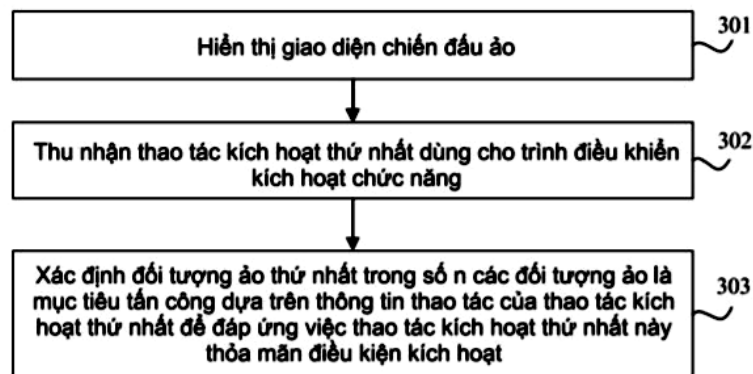 301
Hiển thị giao diện chiến đấu ảo
302
Thu nhận thao tác kích hoạt thứ nhất dùng cho trình điều khiển
kích hoạt chức năng
303
Xác định đối tượng ảo thứ nhất trong số n các đối tượng ảo là
mục tiêu tấn công dựa trên thông tin thao tác của thao tác kích
hoạt thứ nhất để đáp ứng việc thao tác kích hoạt thứ nhất này
thỏa mãn điều kiện kích hoạt